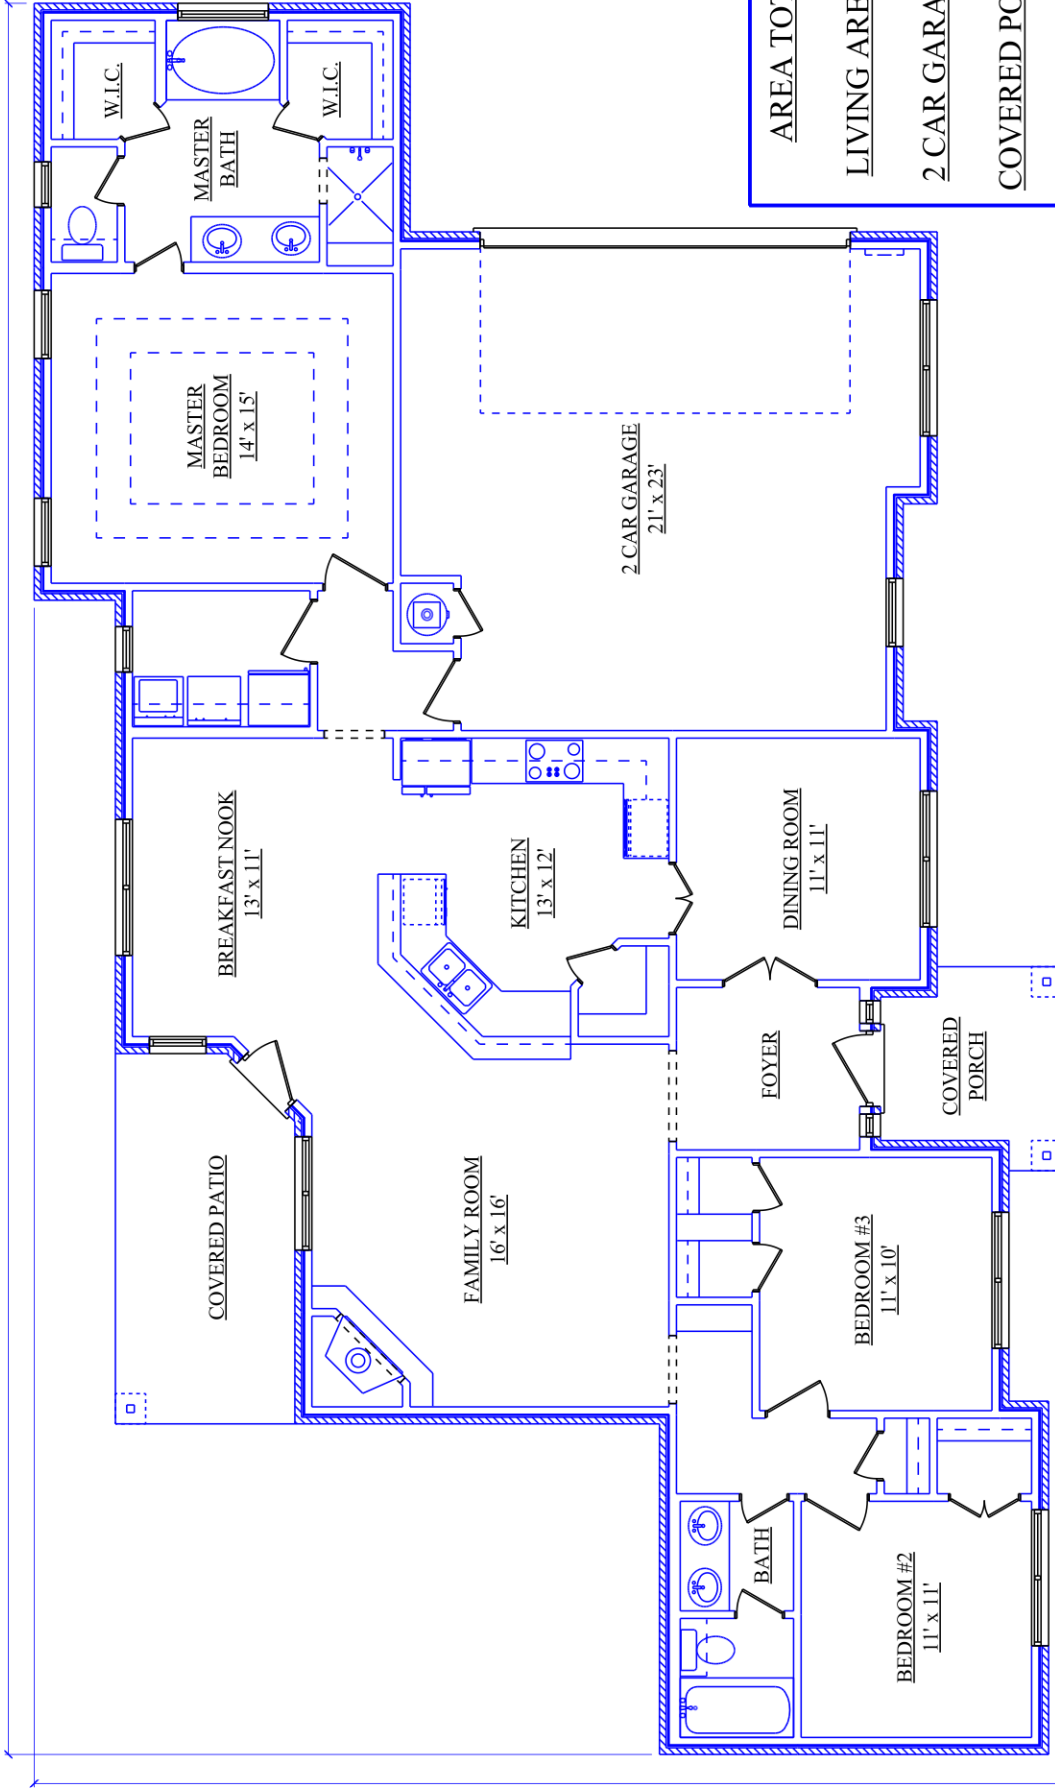 W.I.C.
MASTER
BATH
W.I.C.
MASTER
BEDROOM
14' x 15'
2 CAR GARAGE
21' x 23'
BREAKFAST NOOK
13' x 11'
KITCHEN
13' x 12'
DINING ROOM
11' x 11'
FOYER
COVERED
PORCH
COVERED PATIO
FAMILY ROOM
16' x 16'
BEDROOM #3
11' x 10'
BATH
BEDROOM #2
11' x 11'
AREA TOT
LIVING ARE
2 CAR GARA
COVERED PO